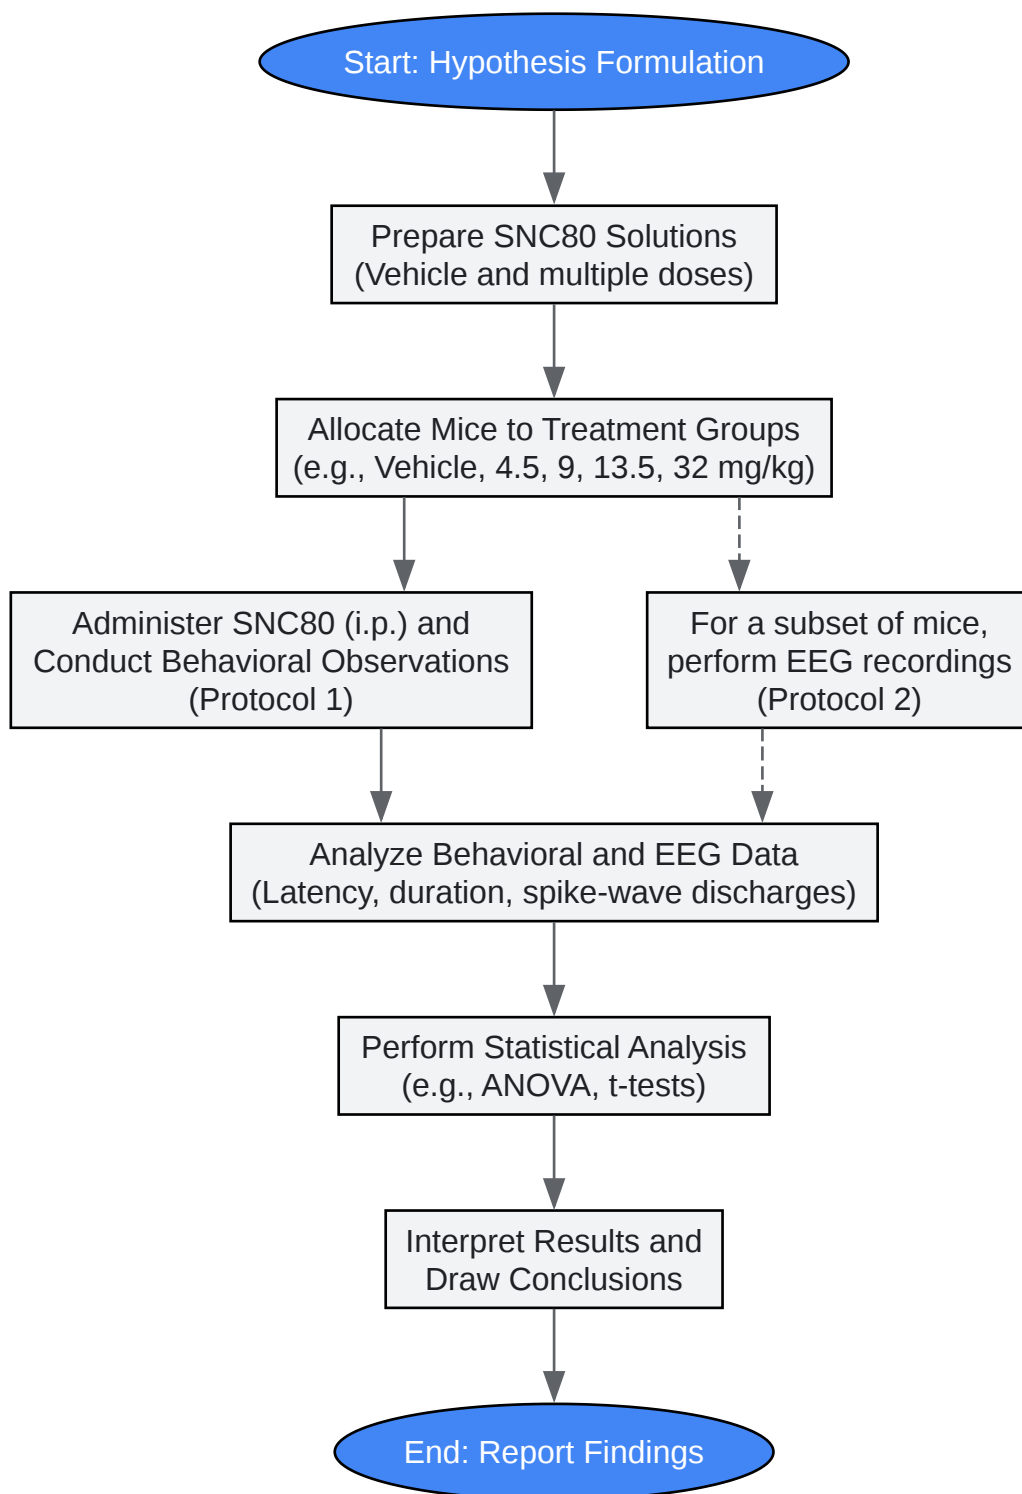 Start: Hypothesis Formulation
Prepare SNC80 Solutions
(Vehicle and multiple doses)
Allocate Mice to Treatment Groups
(e.g., Vehicle, 4.5, 9, 13.5, 32 mg/kg)
Administer SNC80 (i.p.) and
Conduct Behavioral Observations
(Protocol 1)
For a subset of mice,
perform EEG recordings
(Protocol 2)
Analyze Behavioral and EEG Data
(Latency, duration, spike-wave discharges)
Perform Statistical Analysis
(e.g., ANOVA, t-tests)
Interpret Results and
Draw Conclusions
End: Report Findings